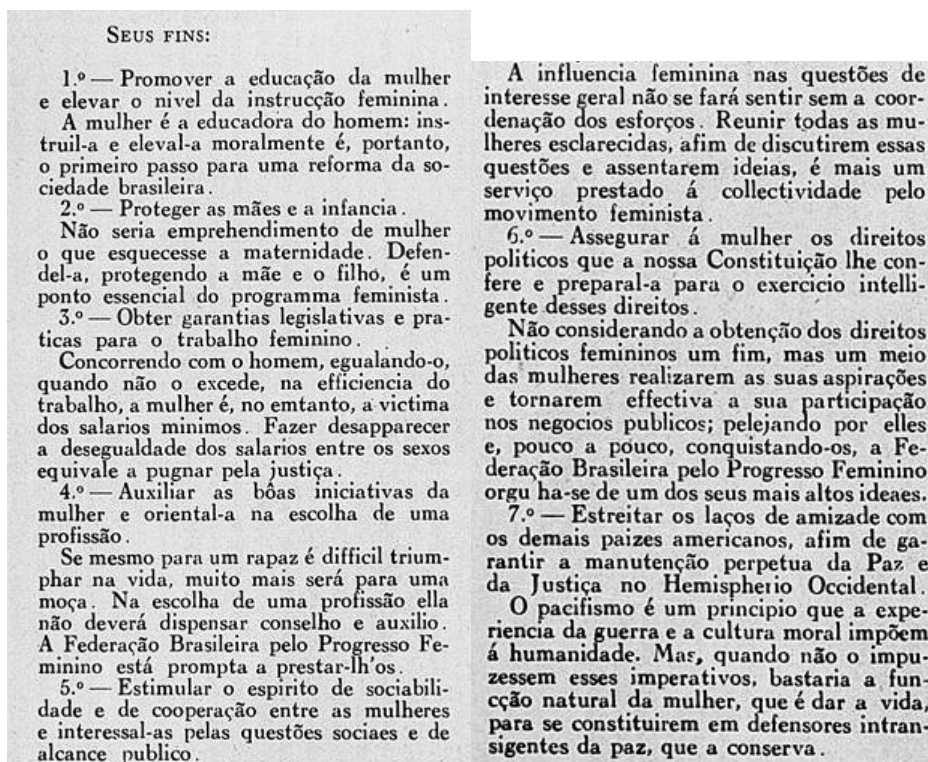 SEUS FINS:
1.º — Promover a educação da mulher
e elevar o nivel da instrucção feminina.
A mulher é a educadora do homem: ins-
truil-a e eleval-a moralmente é, portanto,
o primeiro passo para uma reforma da so-
ciedade brasileira.
2.º — Proteger as mães e a infancia.
Não seria emprehendimento de mulher
o que esquecesse a maternidade. Defen-
del-a, protegendo a mãe e o filho, é um
ponto essencial do programma feminista.
3.º — Obter garantias legislativas e pra-
ticas para o trabalho feminino.
Concorrendo com o homem, egualando-o,
quando não o excede, na efficiencia do
trabalho, a mulher é, no emtanto, a victima
dos salarios minimos. Fazer desapparecer
a desegualdade dos salarios entre os sexos
equivale a pugnar pela justiça.
4.º — Auxiliar as bôas iniciativas da
mulher e oriental-a na escolha de uma
profissão.
Se mesmo para um rapaz é difficil trium-
phar na vida, muito mais será para uma
moça. Na escolha de uma profissão ella
não deverá dispensar conselho e auxilio.
A Federação Brasileira pelo Progresso Fe-
minino está prompta a prestar-lh'os.
5.º — Estimular o espirito de sociabili-
dade e de cooperação entre as mulheres
e interessal-as pelas questões sociaes e de
alcance publico.
A influencia feminina nas questões de
interesse geral não se fará sentir sem a coor-
denação dos esforços. Reunir todas as mu-
lheres esclarecidas, afim de discutirem essas
questões e assentarem ideias, é mais um
serviço prestado á collectividade pelo
movimento feminista.
6.º — Assegurar á mulher os direitos
politicos que a nossa Constituição lhe con-
fere e preparal-a para o exercicio intelli-
gente desses direitos.
Não considerando a obtenção dos direitos
politicos femininos um fim, mas um meio
das mulheres realizarem as suas aspirações
e tornarem effectiva a sua participação
nos negocios publicos; pelejando por elles
e, pouco a pouco, conquistando-os, a Fe-
deração Brasileira pelo Progresso Feminino
orgu ha-se de um dos seus mais altos ideaes.
7.º — Estreitar os laços de amizade com
os demais paizes americanos, afim de ga-
rantir a manutenção perpetua da Paz e
da Justiça no Hemispherio Occidental.
O pacifismo é um principio que a expe-
riencia da guerra e a cultura moral impõem
á humanidade. Mas, quando não o impu-
zessem esses imperativos, bastaria a fun-
cção natural da mulher, que é dar a vida,
para se constituirem em defensores intran-
sigentes da paz, que a conserva.